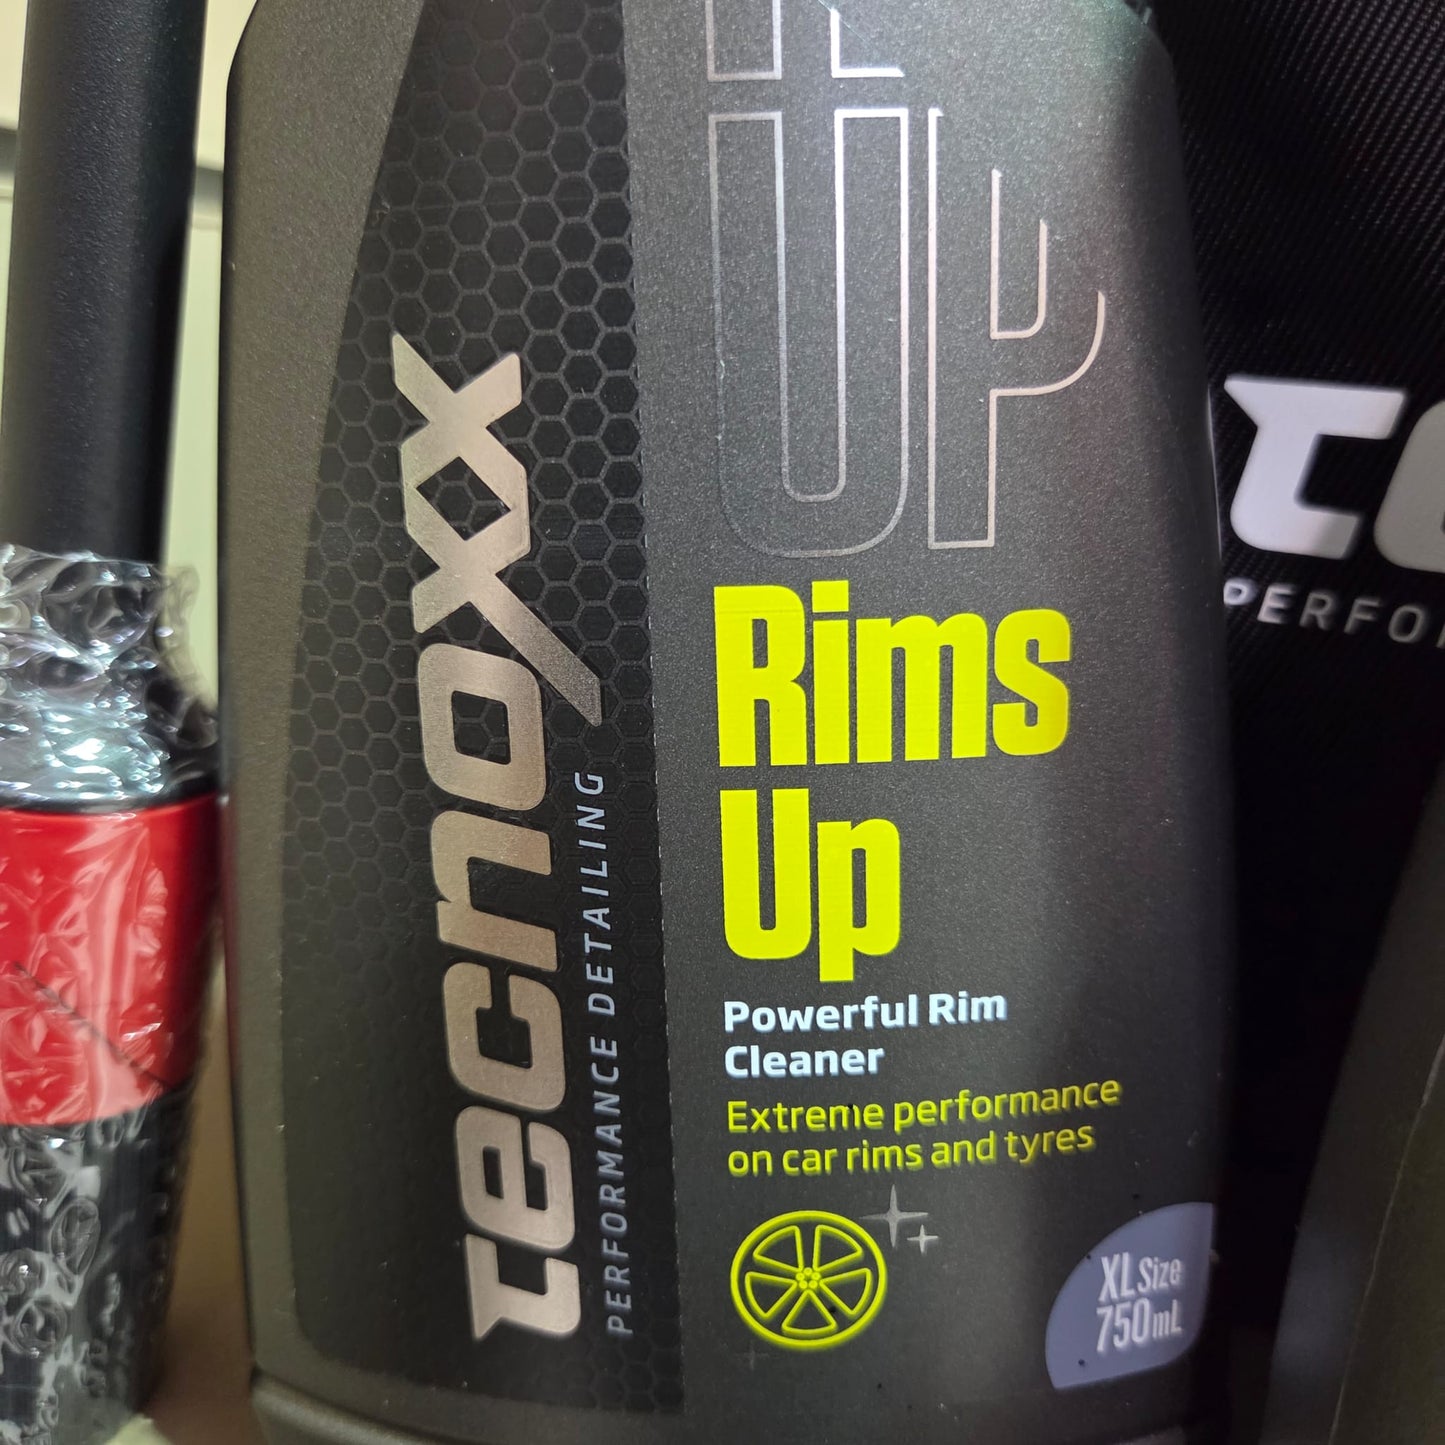 UP
tecnoxx
PERFORMANCE DETAILING
Rims
Up
Powerful Rim
Cleaner
Extreme performance
on car rims and tyres
XL Size
750mL